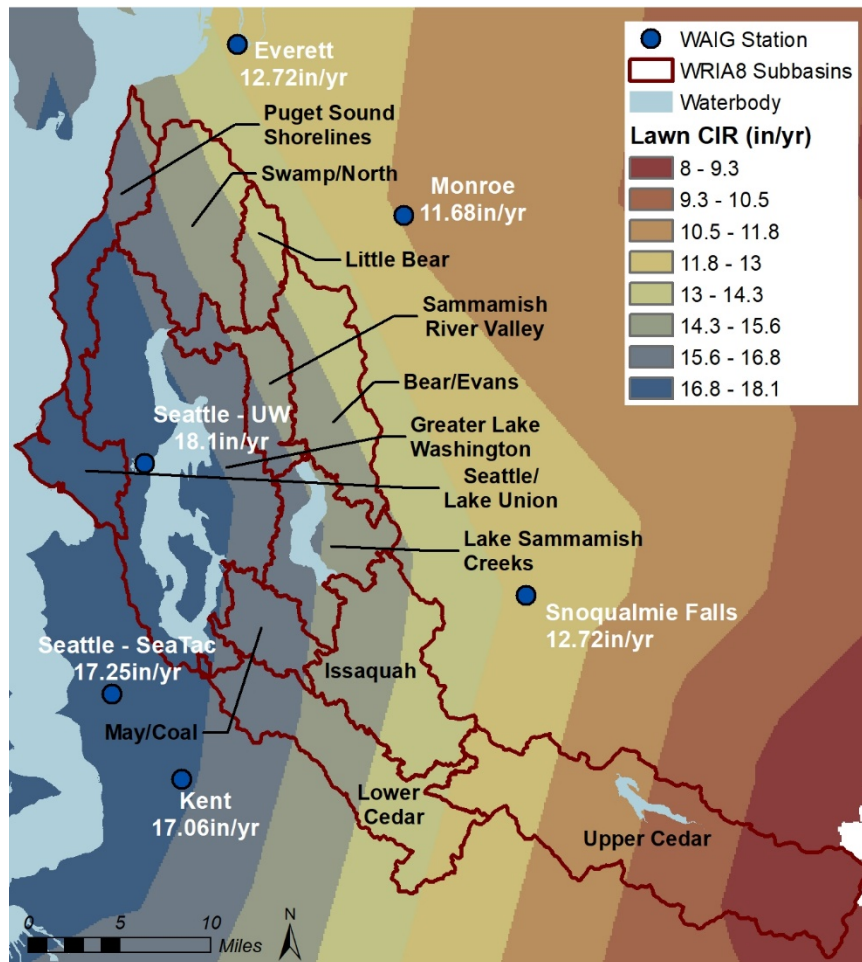 Everett
12.72in/yr
Puget Sound
Shorelines
Swamp/North
Monroe
11.68in/yr
Little Bear
Sammamish
River Valley
Bear/Evans
Seattle - UW
18.1in/yr
Greater Lake
Washington
Seattle/
Lake Union
Lake Sammamish
Creeks
Snoqualmie Falls
12.72in/yr
Seattle - SeaTac
17.25in/yr
Issaquah
May/Coal
Kent
17.06in/yr
Lower
Cedar
Upper Cedar
WAIG Station
WRIA8 Subbasins
Waterbody
Lawn CIR (in/yr)
8 - 9.3
9.3 - 10.5
10.5 - 11.8
11.8 - 13
13 - 14.3
14.3 - 15.6
15.6 - 16.8
16.8 - 18.1
0 5 10
Miles
N